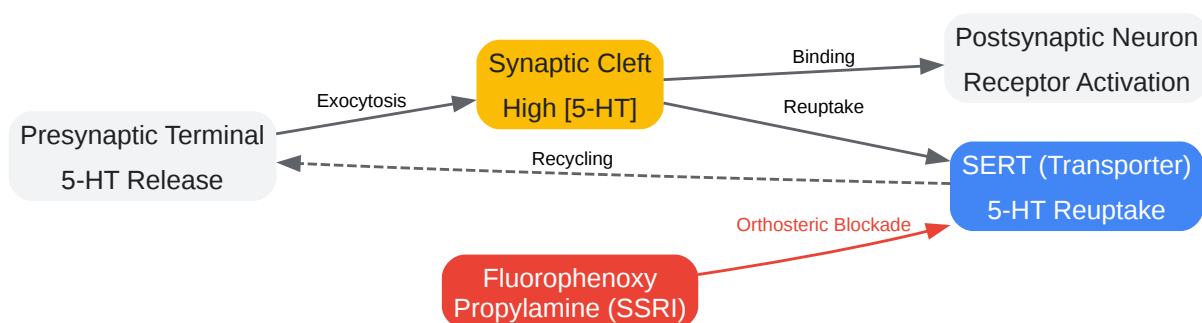 Postsynaptic Neuron
Receptor Activation
Binding
Synaptic Cleft
High [5-HT]
Exocytosis
Reuptake
Presynaptic Terminal
5-HT Release
Recycling
SERT (Transporter)
5-HT Reuptake
Orthosteric Blockade
Fluorophenoxy
Propylamine (SSRI)